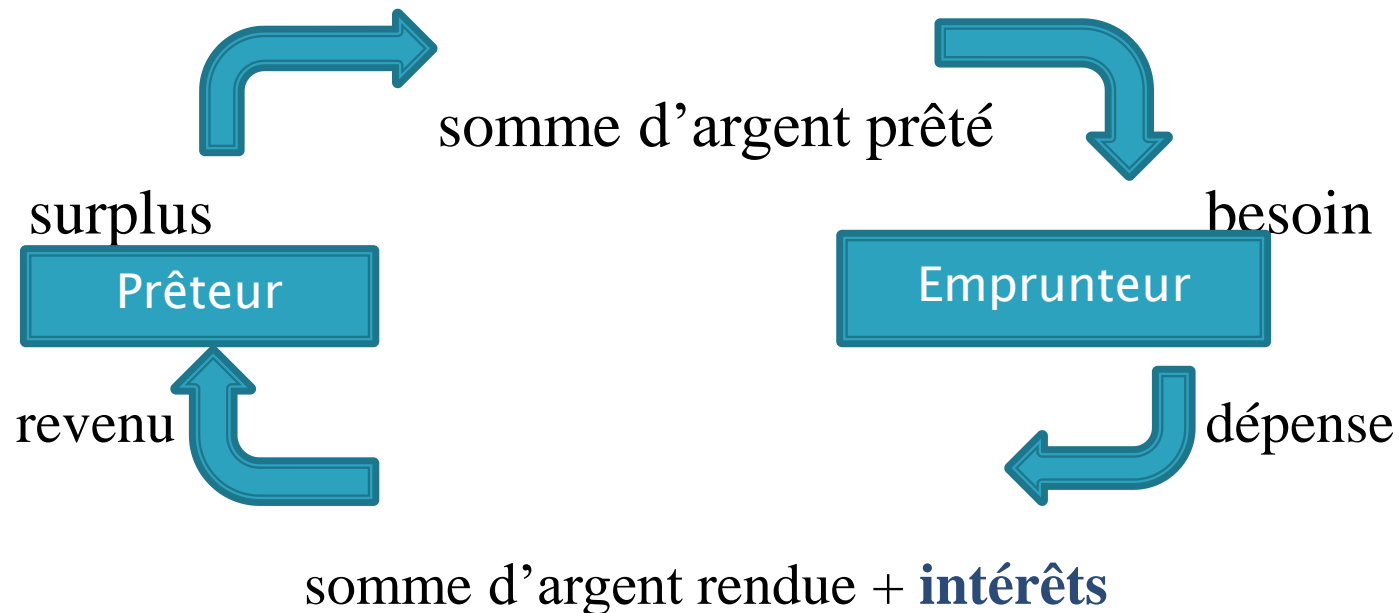 somme d’argent prêté
surplus
besoin
Prêteur
Emprunteur
revenu
dépense
somme d’argent rendue + intérêts